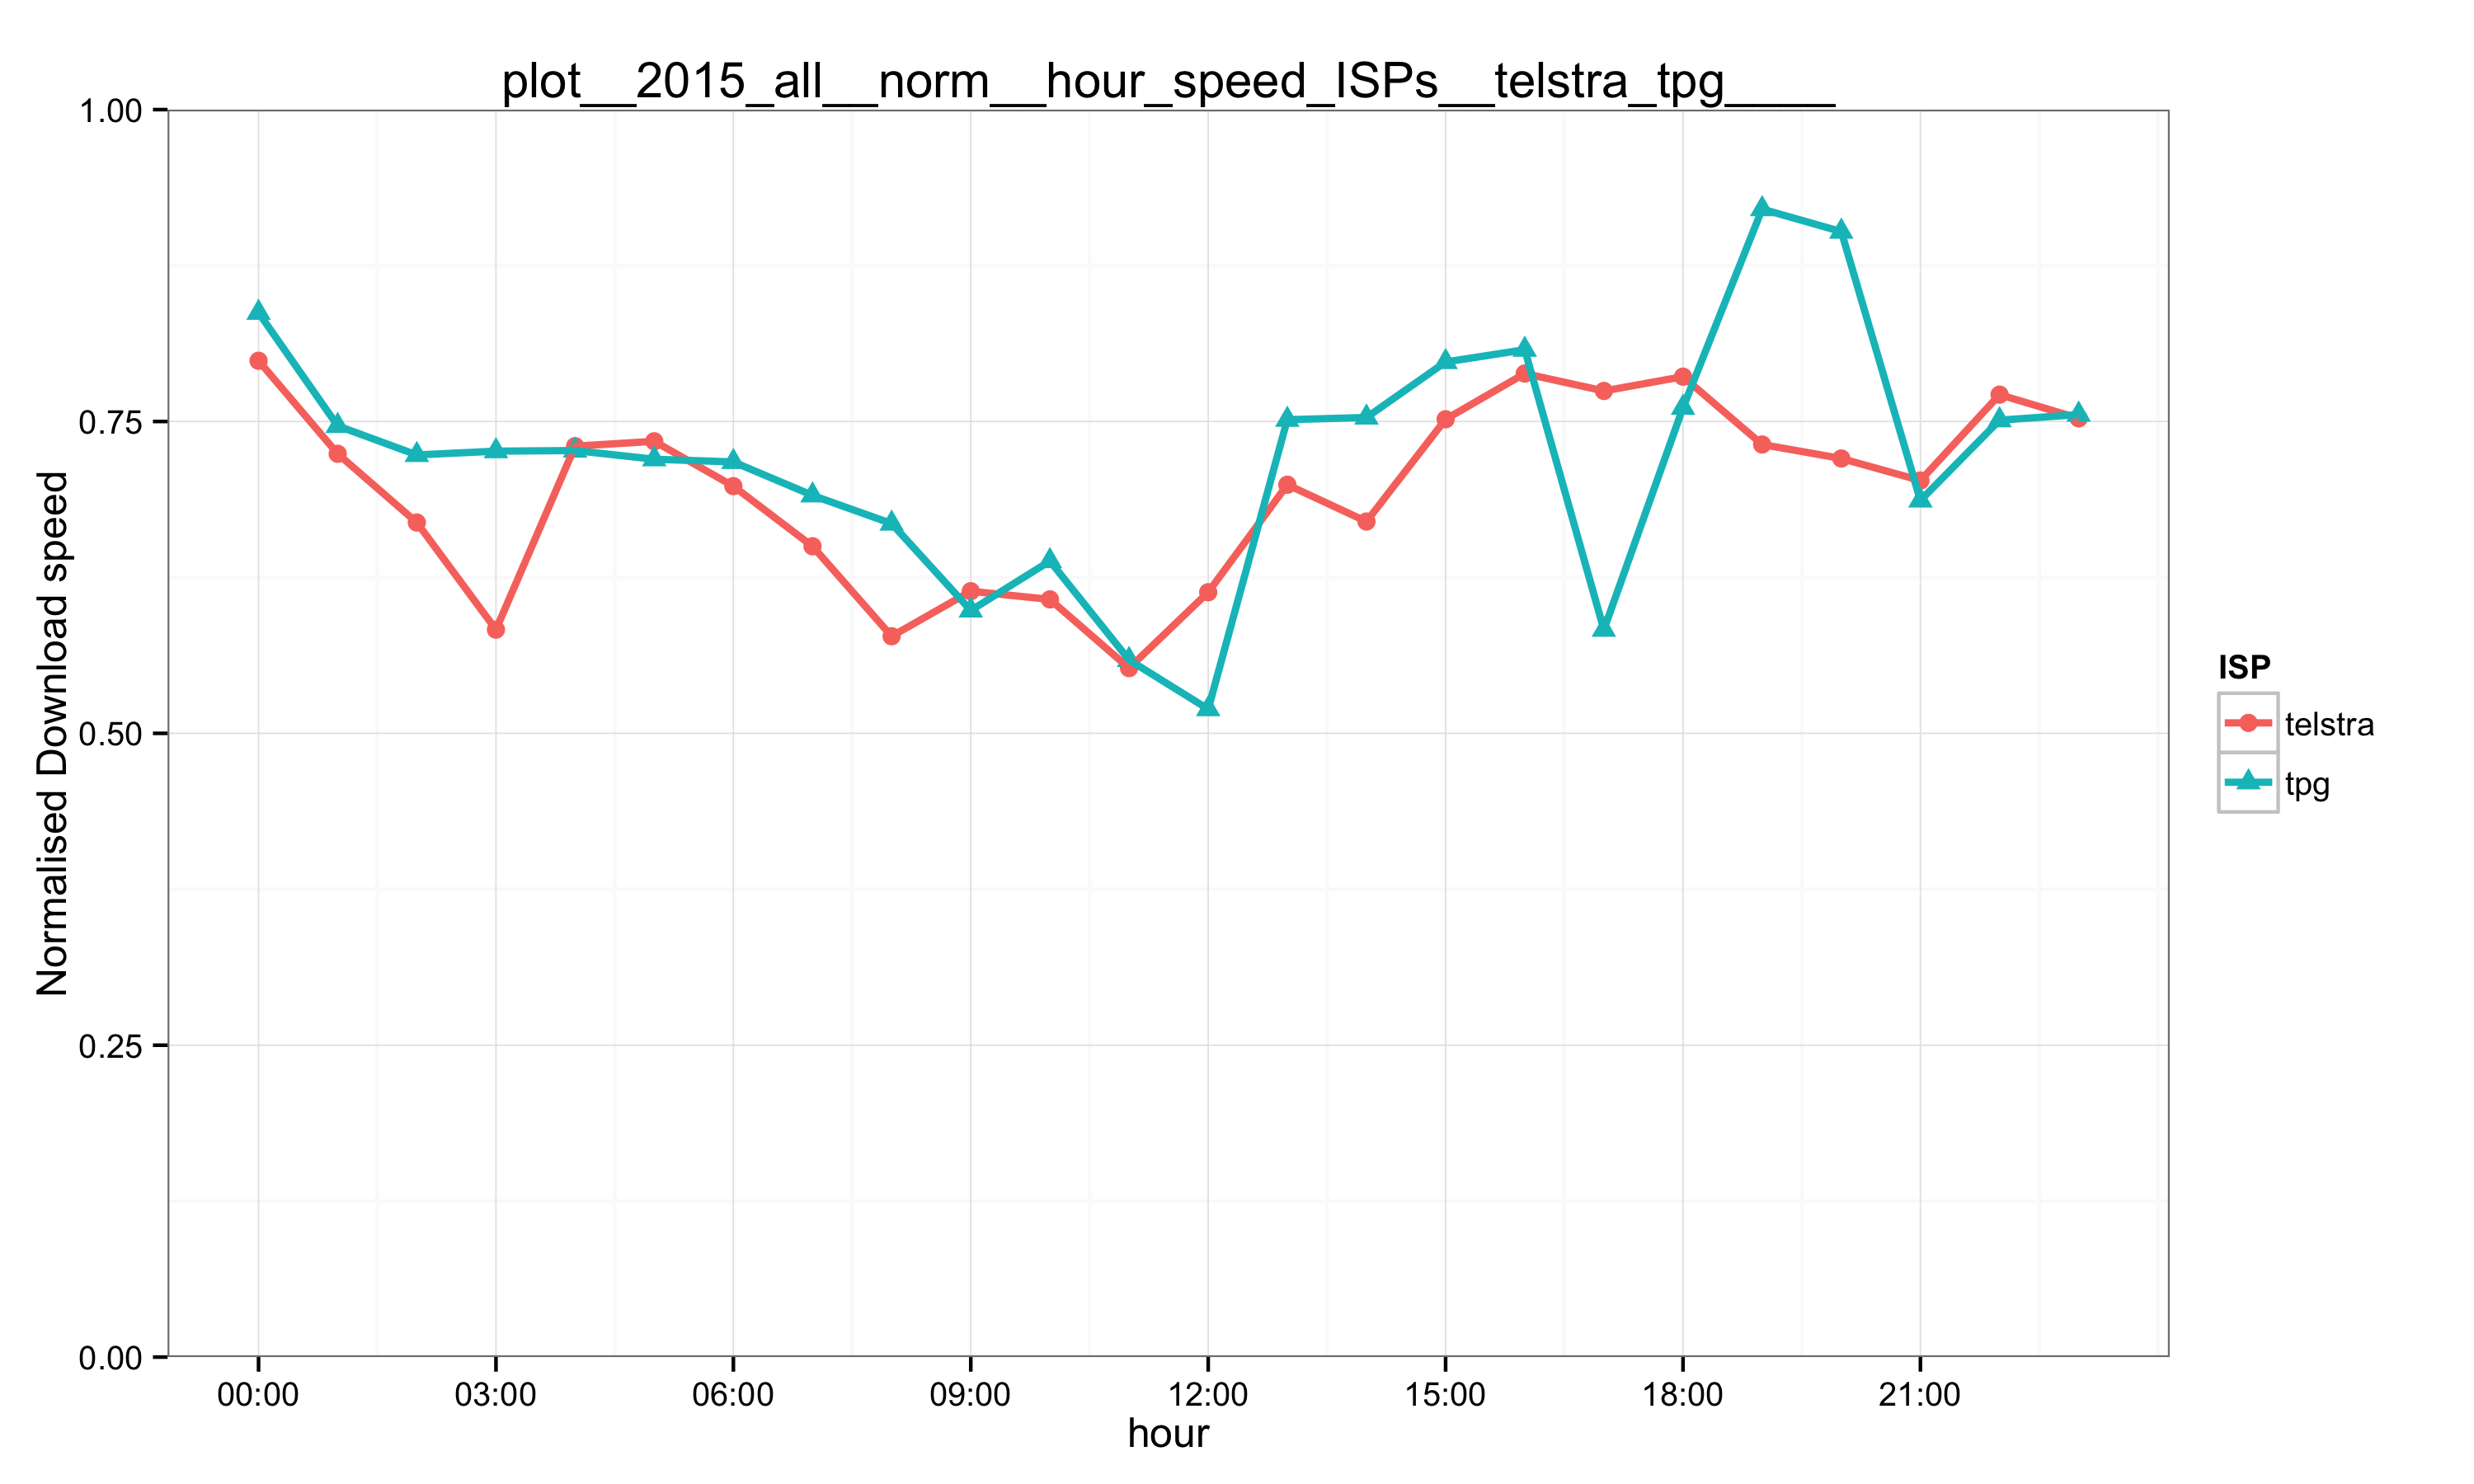 plot__2015_all__norm__hour_speed_ISPs__telstra_tpg____
1.00
0.75
0.50
0.25
0.00
Normalised Download speed
00:00 03:00 06:00 09:00 12:00 15:00 18:00 21:00
hour
ISP
telstra
tpg